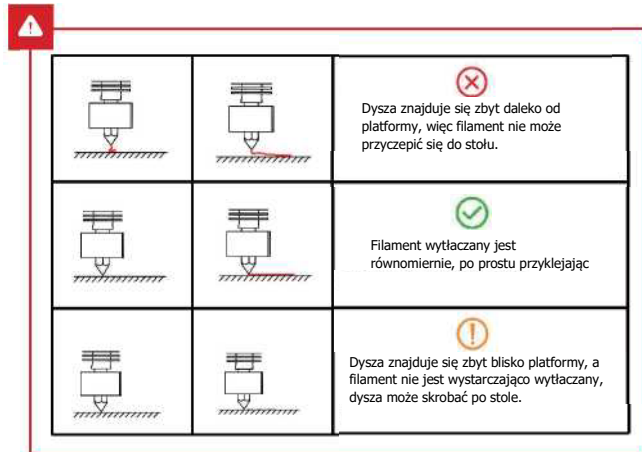 Dysza znajduje się zbyt daleko od
platformy, więc filament nie może
przyczepić się do stołu.
Filament wytłaczany jest
równomiernie, po prostu przyklejając
Dysza znajduje się zbyt blisko platformy, a
filament nie jest wystarczająco wytłaczany,
dysza może skrobać po stole.